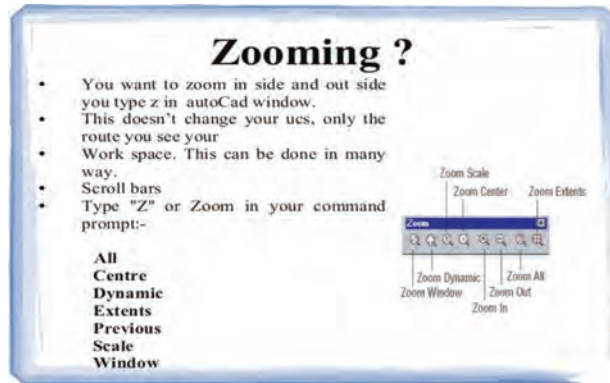 Zooming ?
• You want to zoom in side and out side
you type z in autoCad window.
• This doesn't change your ucs, only the
route you see your
• Work space. This can be done in many
way.
• Scroll bars
• Type "Z" or Zoom in your command
prompt:-
All
Centre
Dynamic
Extents
Previous
Scale
Window
Zoom Scale
Zoom Center
Zoom Extents
Zoom
Zoom Dynamic
Zoom All
Zoom Window
Zoom Out
Zoom In